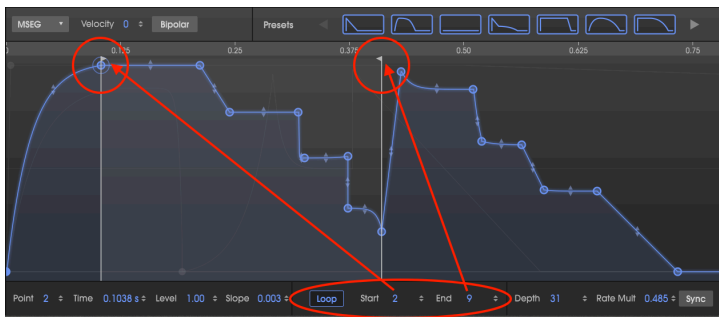 MSEG Velocity 0 Bipolar Presets
0 0.125 0.25 0.375 0.50 0.625 0.75
Point 2 Time 0.1038 s Level 1.00 Slope 0.003 Loop Start 2 End 9 Depth 31 Rate Mult 0.485 Sync